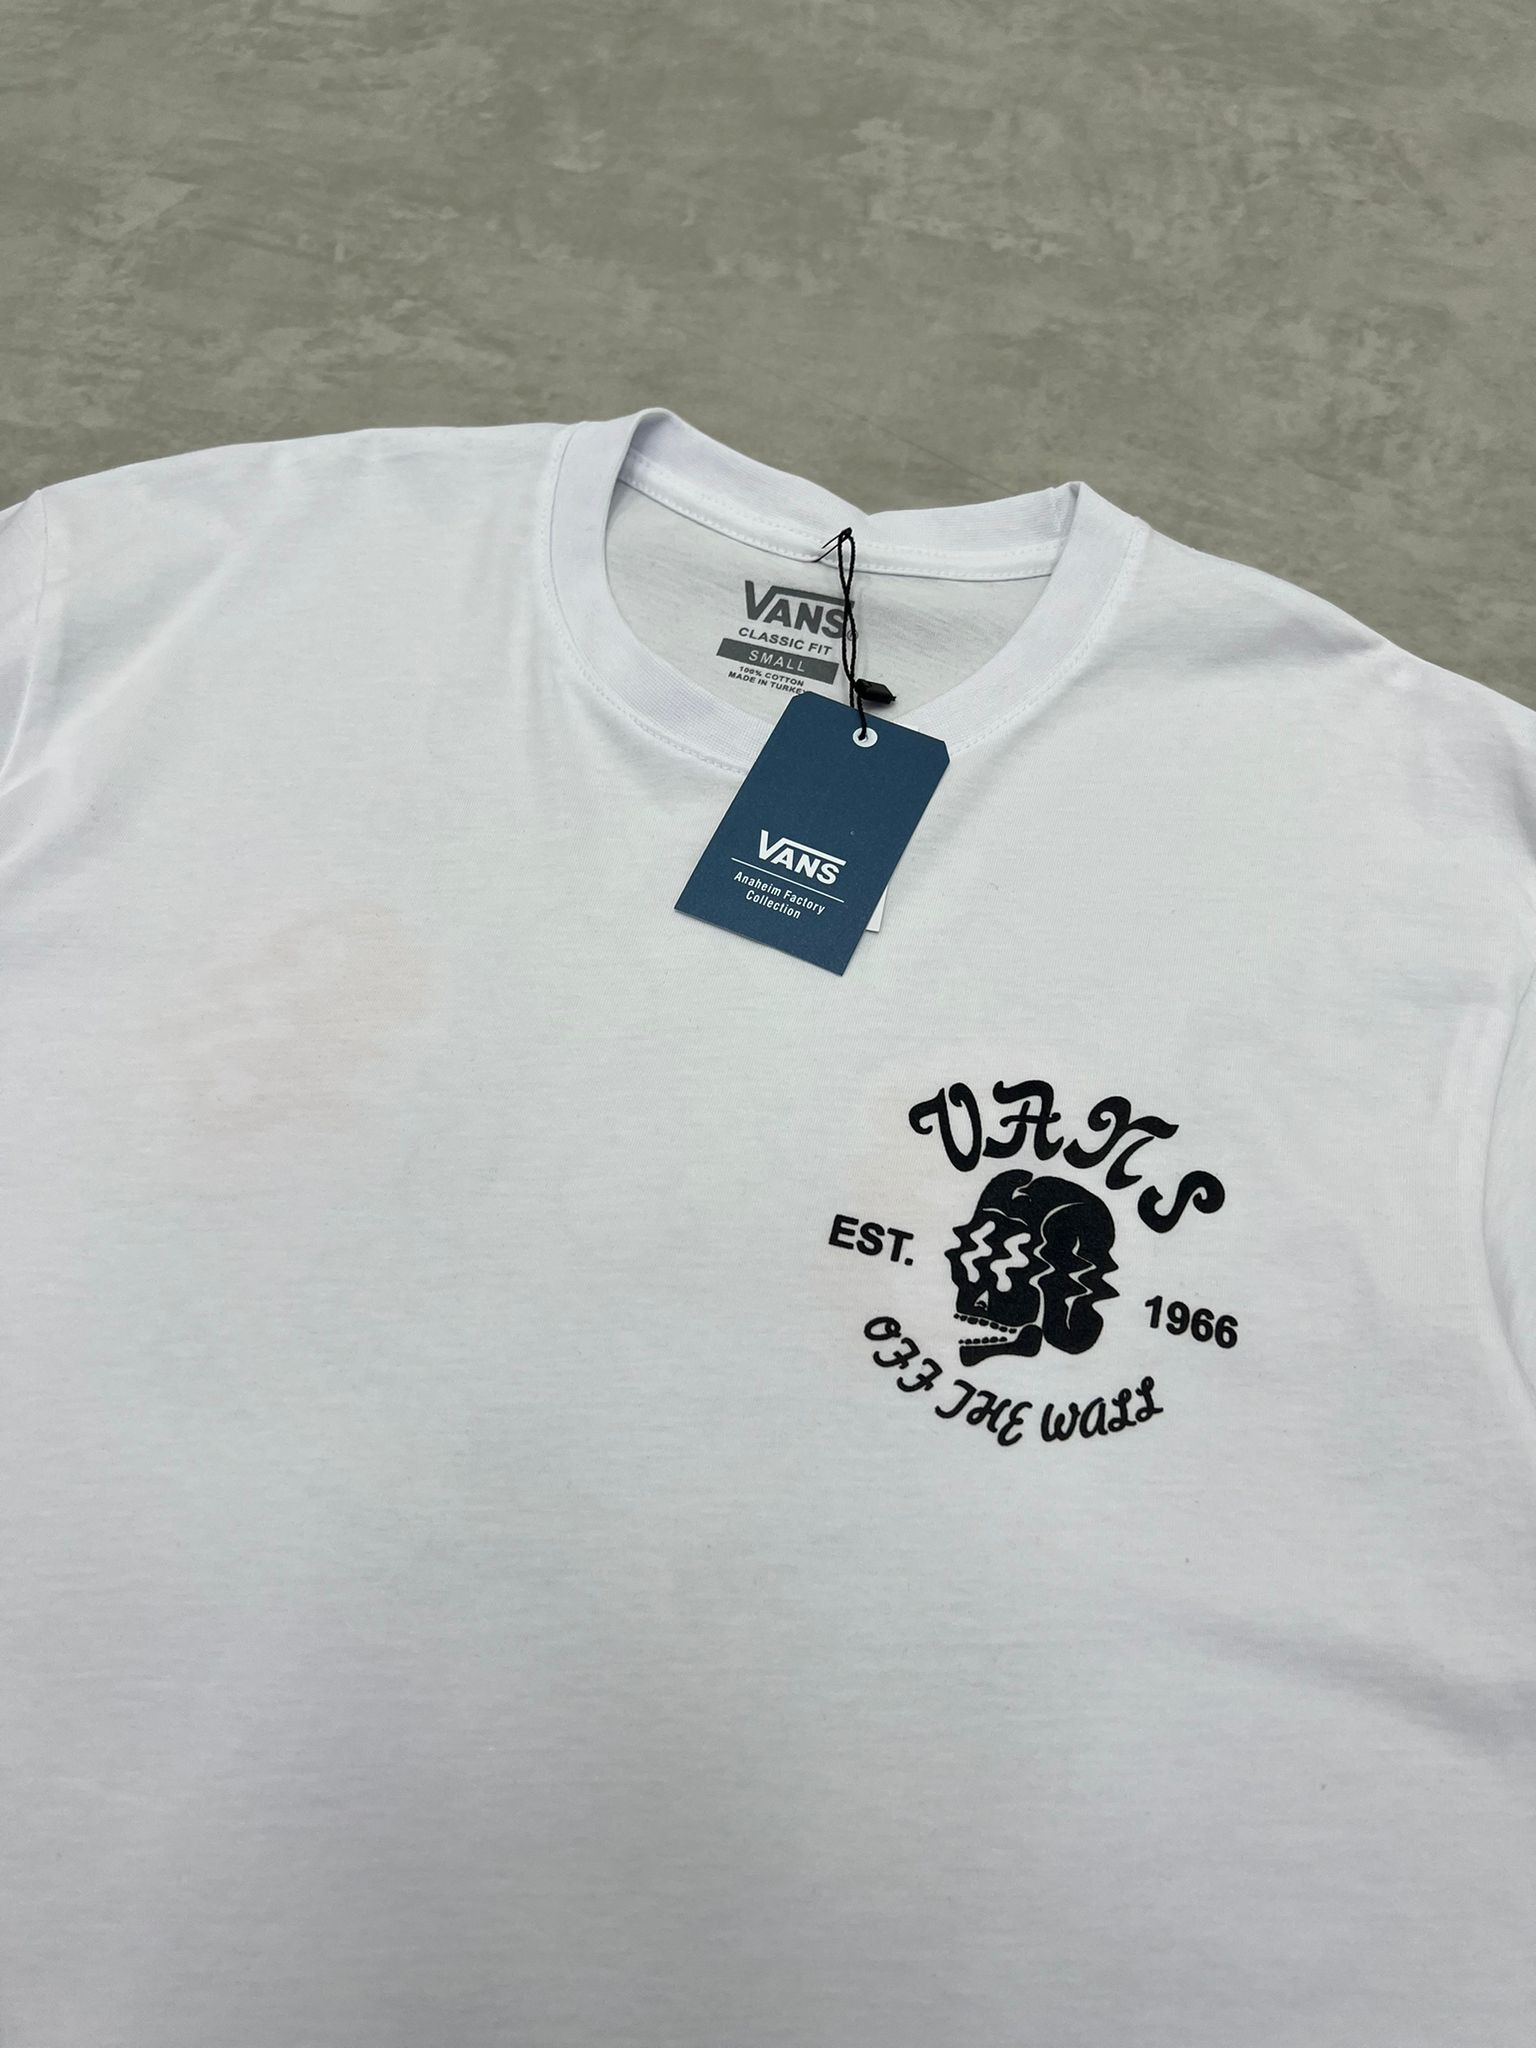 VANS
CLASSIC FIT
SMALL
100% COTTON
MADE IN TURKEY
VANS
Anaheim Factory
Collection
VANS
EST.
1966
OFF THE WALL